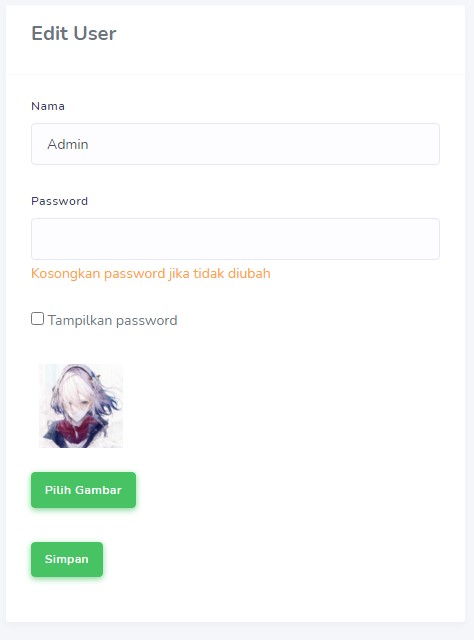 Edit User
Nama
Admin
Password
Kosongkan password jika tidak diubah
Tampilkan password
Pilih Gambar
Simpan